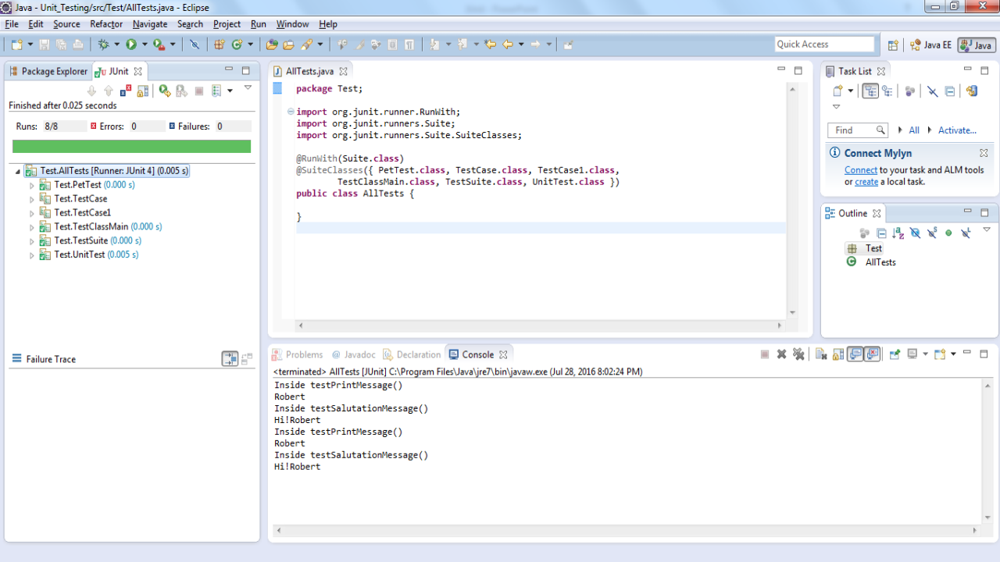 Java - Unit_Testing/src/Test/AllTests.java - Eclipse
File Edit Source Refactor Navigate Search Project Run Window Help
Quick Access
Java EE
Java
Package Explorer
JUnit
Finished after 0.025 seconds
Runs: 8/8 Errors: 0 Failures: 0
Test.AllTests [Runner: JUnit 4] (0.005 s)
Test.PetTest (0.000 s)
Test.TestCase
Test.TestCase1
Test.TestClassMain (0.000 s)
Test.TestSuite (0.000 s)
Test.UnitTest (0.005 s)
Failure Trace
AllTests.java
package Test;
import org.junit.runner.RunWith;
import org.junit.runners.Suite;
import org.junit.runners.Suite.SuiteClasses;
@RunWith(Suite.class)
@SuiteClasses({ PetTest.class, TestCase.class, TestCase1.class,
TestClassMain.class, TestSuite.class, UnitTest.class })
public class AllTests {
}
Task List
Find All Activate...
Connect Mylyn
Connect to your task and ALM tools
or create a local task.
Outline
Test
AllTests
Problems @ Javadoc Declaration Console
<terminated> AllTests [JUnit] C:\Program Files\Java\jre7\bin\javaw.exe (Jul 28, 2016 8:02:24 PM)
Inside testPrintMessage()
Robert
Inside testSalutationMessage()
Hi!Robert
Inside testPrintMessage()
Robert
Inside testSalutationMessage()
Hi!Robert